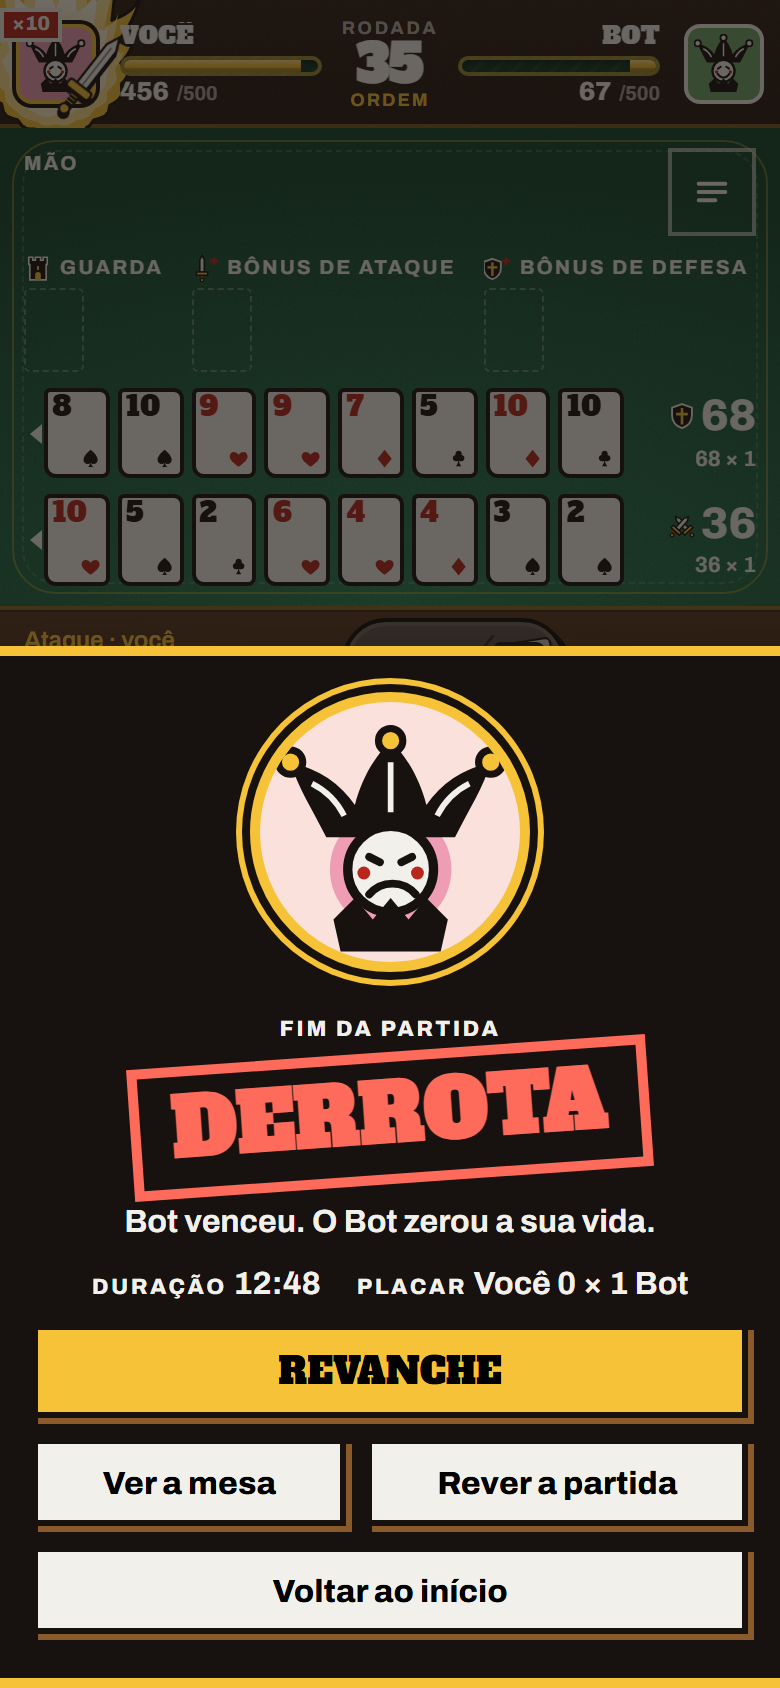 ×10
VOCÊ
RODADA
BOT
35
456 /500
ORDEM
67 /500
MÃO
GUARDA
BÔNUS DE ATAQUE
BÔNUS DE DEFESA
8 10 9 9 7 5 10 10
68
68 × 1
10 5 2 6 4 4 3 2
36
36 × 1
Ataque · você
FIM DA PARTIDA
DERROTA
Bot venceu. O Bot zerou a sua vida.
DURAÇÃO 12:48 PLACAR Você 0 × 1 Bot
REVANCHE
Ver a mesa
Rever a partida
Voltar ao início